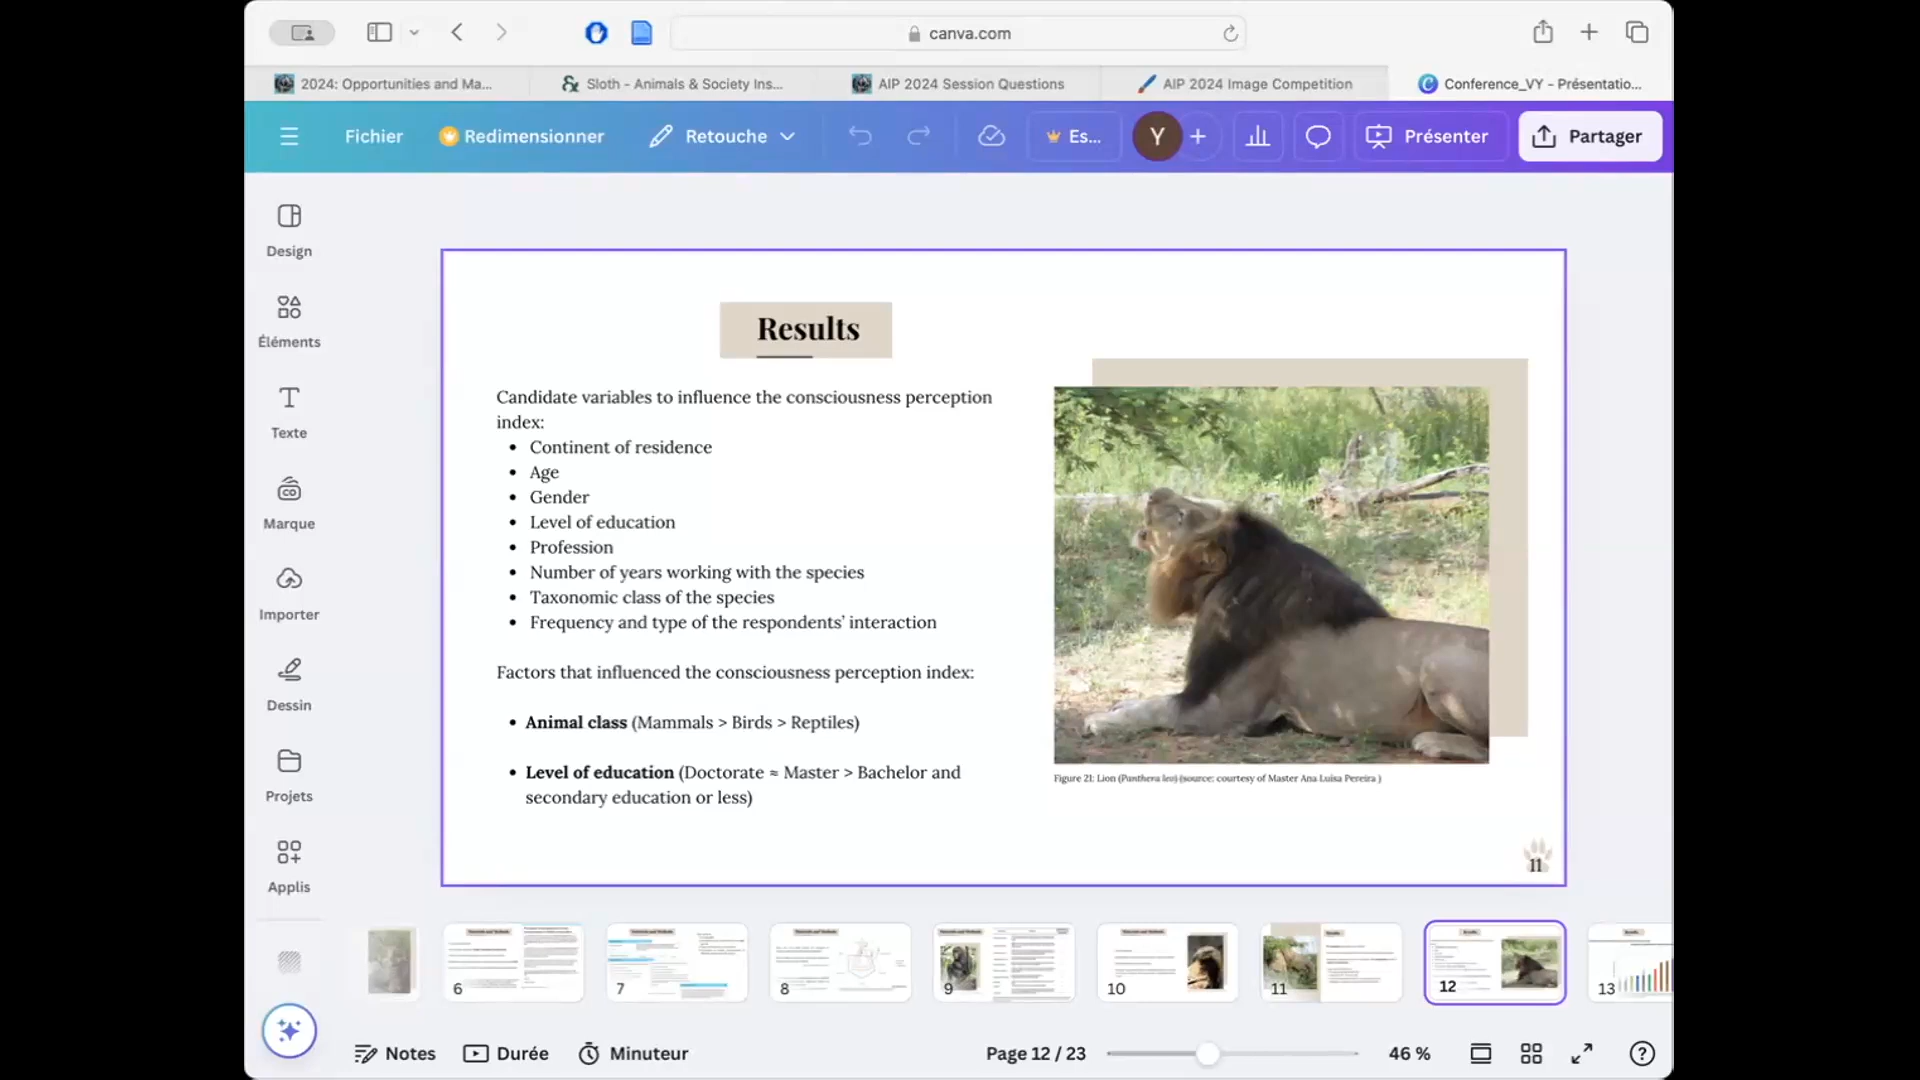 canva.com
2024: Opportunities and Ma...
Sloth - Animals & Society Ins...
AIP 2024 Session Questions
AIP 2024 Image Competition
Conference_VY - Présentatio...
Fichier
Redimensionner
Retouche
Es...
Y
Présenter
Partager
Design
Éléments
Texte
Marque
Importer
Dessin
Projets
Applis
Results
Candidate variables to influence the consciousness perception
index:
• Continent of residence
• Age
• Gender
• Level of education
• Profession
• Number of years working with the species
• Taxonomic class of the species
• Frequency and type of the respondents’ interaction
Factors that influenced the consciousness perception index:
• Animal class (Mammals > Birds > Reptiles)
• Level of education (Doctorate ≈ Master > Bachelor and
secondary education or less)
Figure 21: Lion (Panthera leo) (source: courtesy of Master Ana Luísa Pereira )
11
6
7
8
9
10
11
12
13
Notes
Durée
Minuteur
Page 12 / 23
46 %